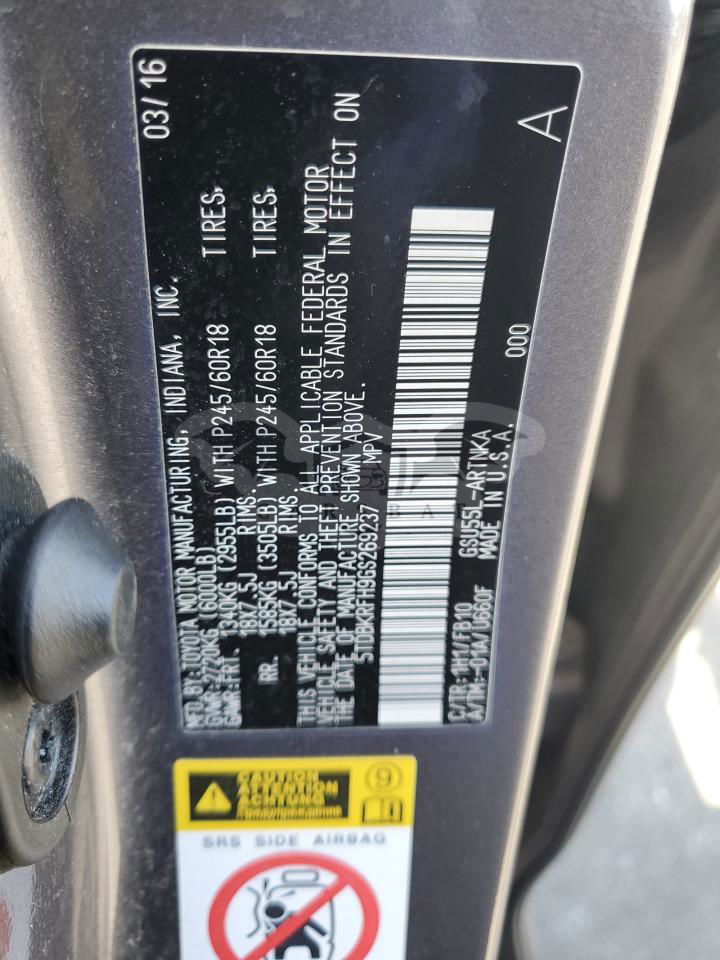 MFD.BY:TOYOTA MOTOR MANUFACTURING, INDIANA, INC. 03/16
GVWR:2720KG(6000LB)
GAWR:FRT. 1340KG (2955LB) WITH P245/60R18 TIRES,
18X7.5J RIMS.
RR. 1585KG (3505LB) WITH P245/60R18 TIRES,
18X7.5J RIMS.
THIS VEHICLE CONFORMS TO ALL APPLICABLE FEDERAL MOTOR
VEHICLE SAFETY AND THEFT PREVENTION STANDARDS IN EFFECT ON
THE DATE OF MANUFACTURE SHOWN ABOVE.
5TDBKRFH9GS269237 MPV
A
C/TR:1H1/FB10 GSU55L-ARTNKA 000
A/TM:-01A/U660F MADE IN U.S.A.
CAUTION
ATTENTION
ACHTUNG
9
SRS SIDE AIRBAG